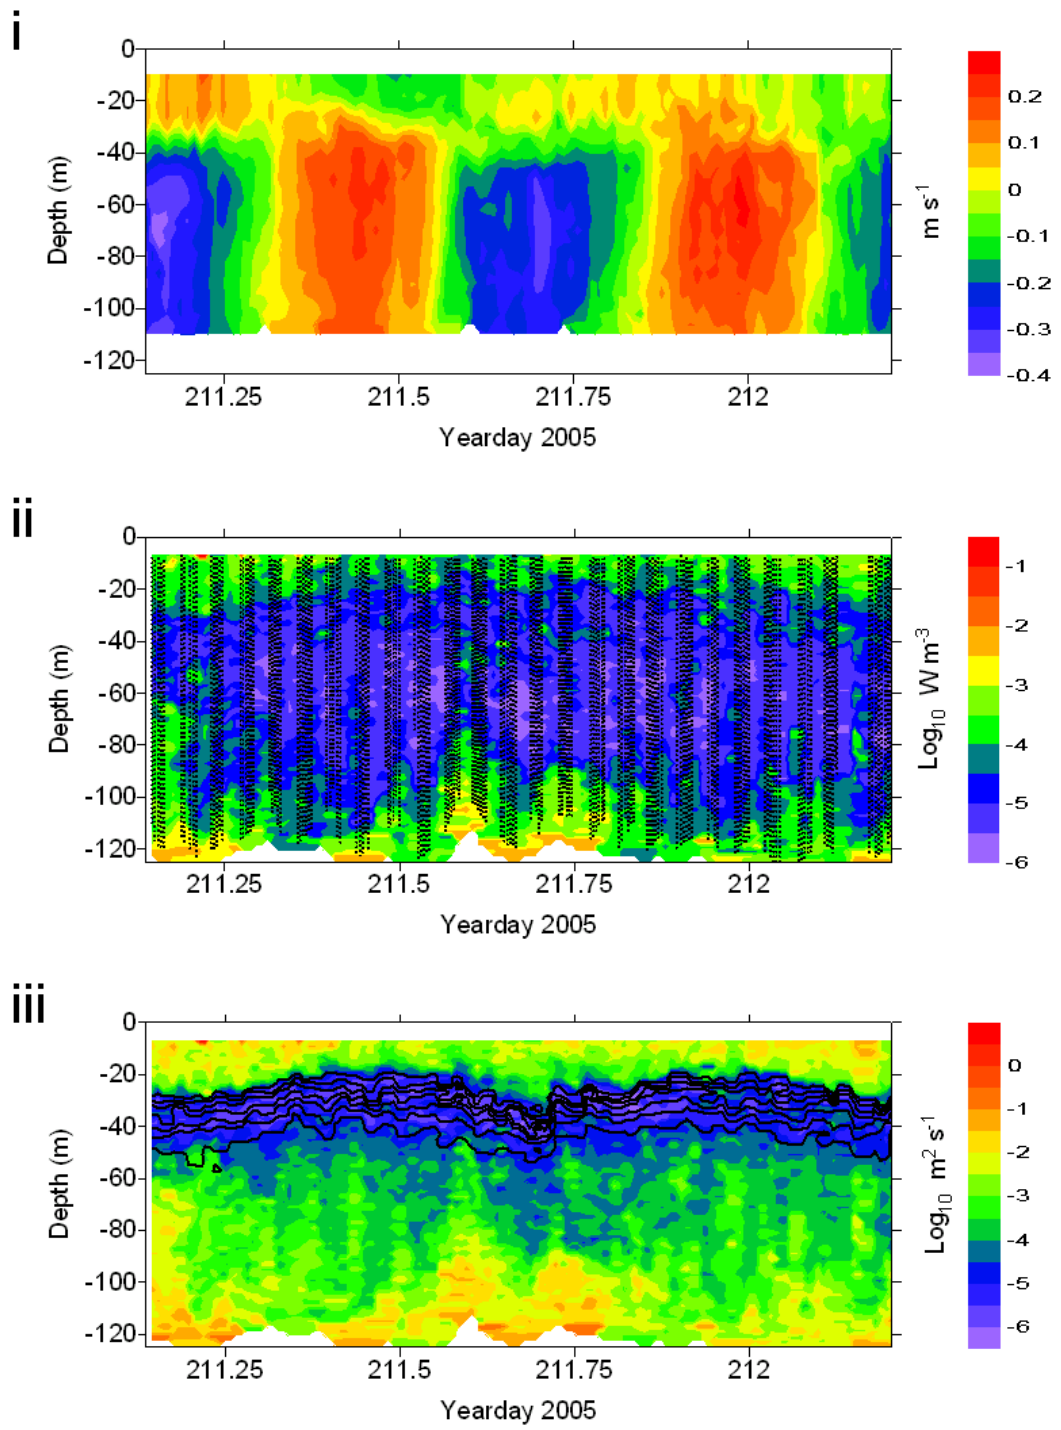 i
0
-20
-40
-60
-80
-100
-120
Depth (m)
211.25 211.5 211.75 212
Yearday 2005
0.2
0.1
0
-0.1
-0.2
-0.3
-0.4
m s-1
ii
0
-20
-40
-60
-80
-100
-120
Depth (m)
211.25 211.5 211.75 212
Yearday 2005
-1
-2
-3
-4
-5
-6
Log10 W m-3
iii
0
-20
-40
-60
-80
-100
-120
Depth (m)
211.25 211.5 211.75 212
Yearday 2005
0
-1
-2
-3
-4
-5
-6
Log10 m2 s-1